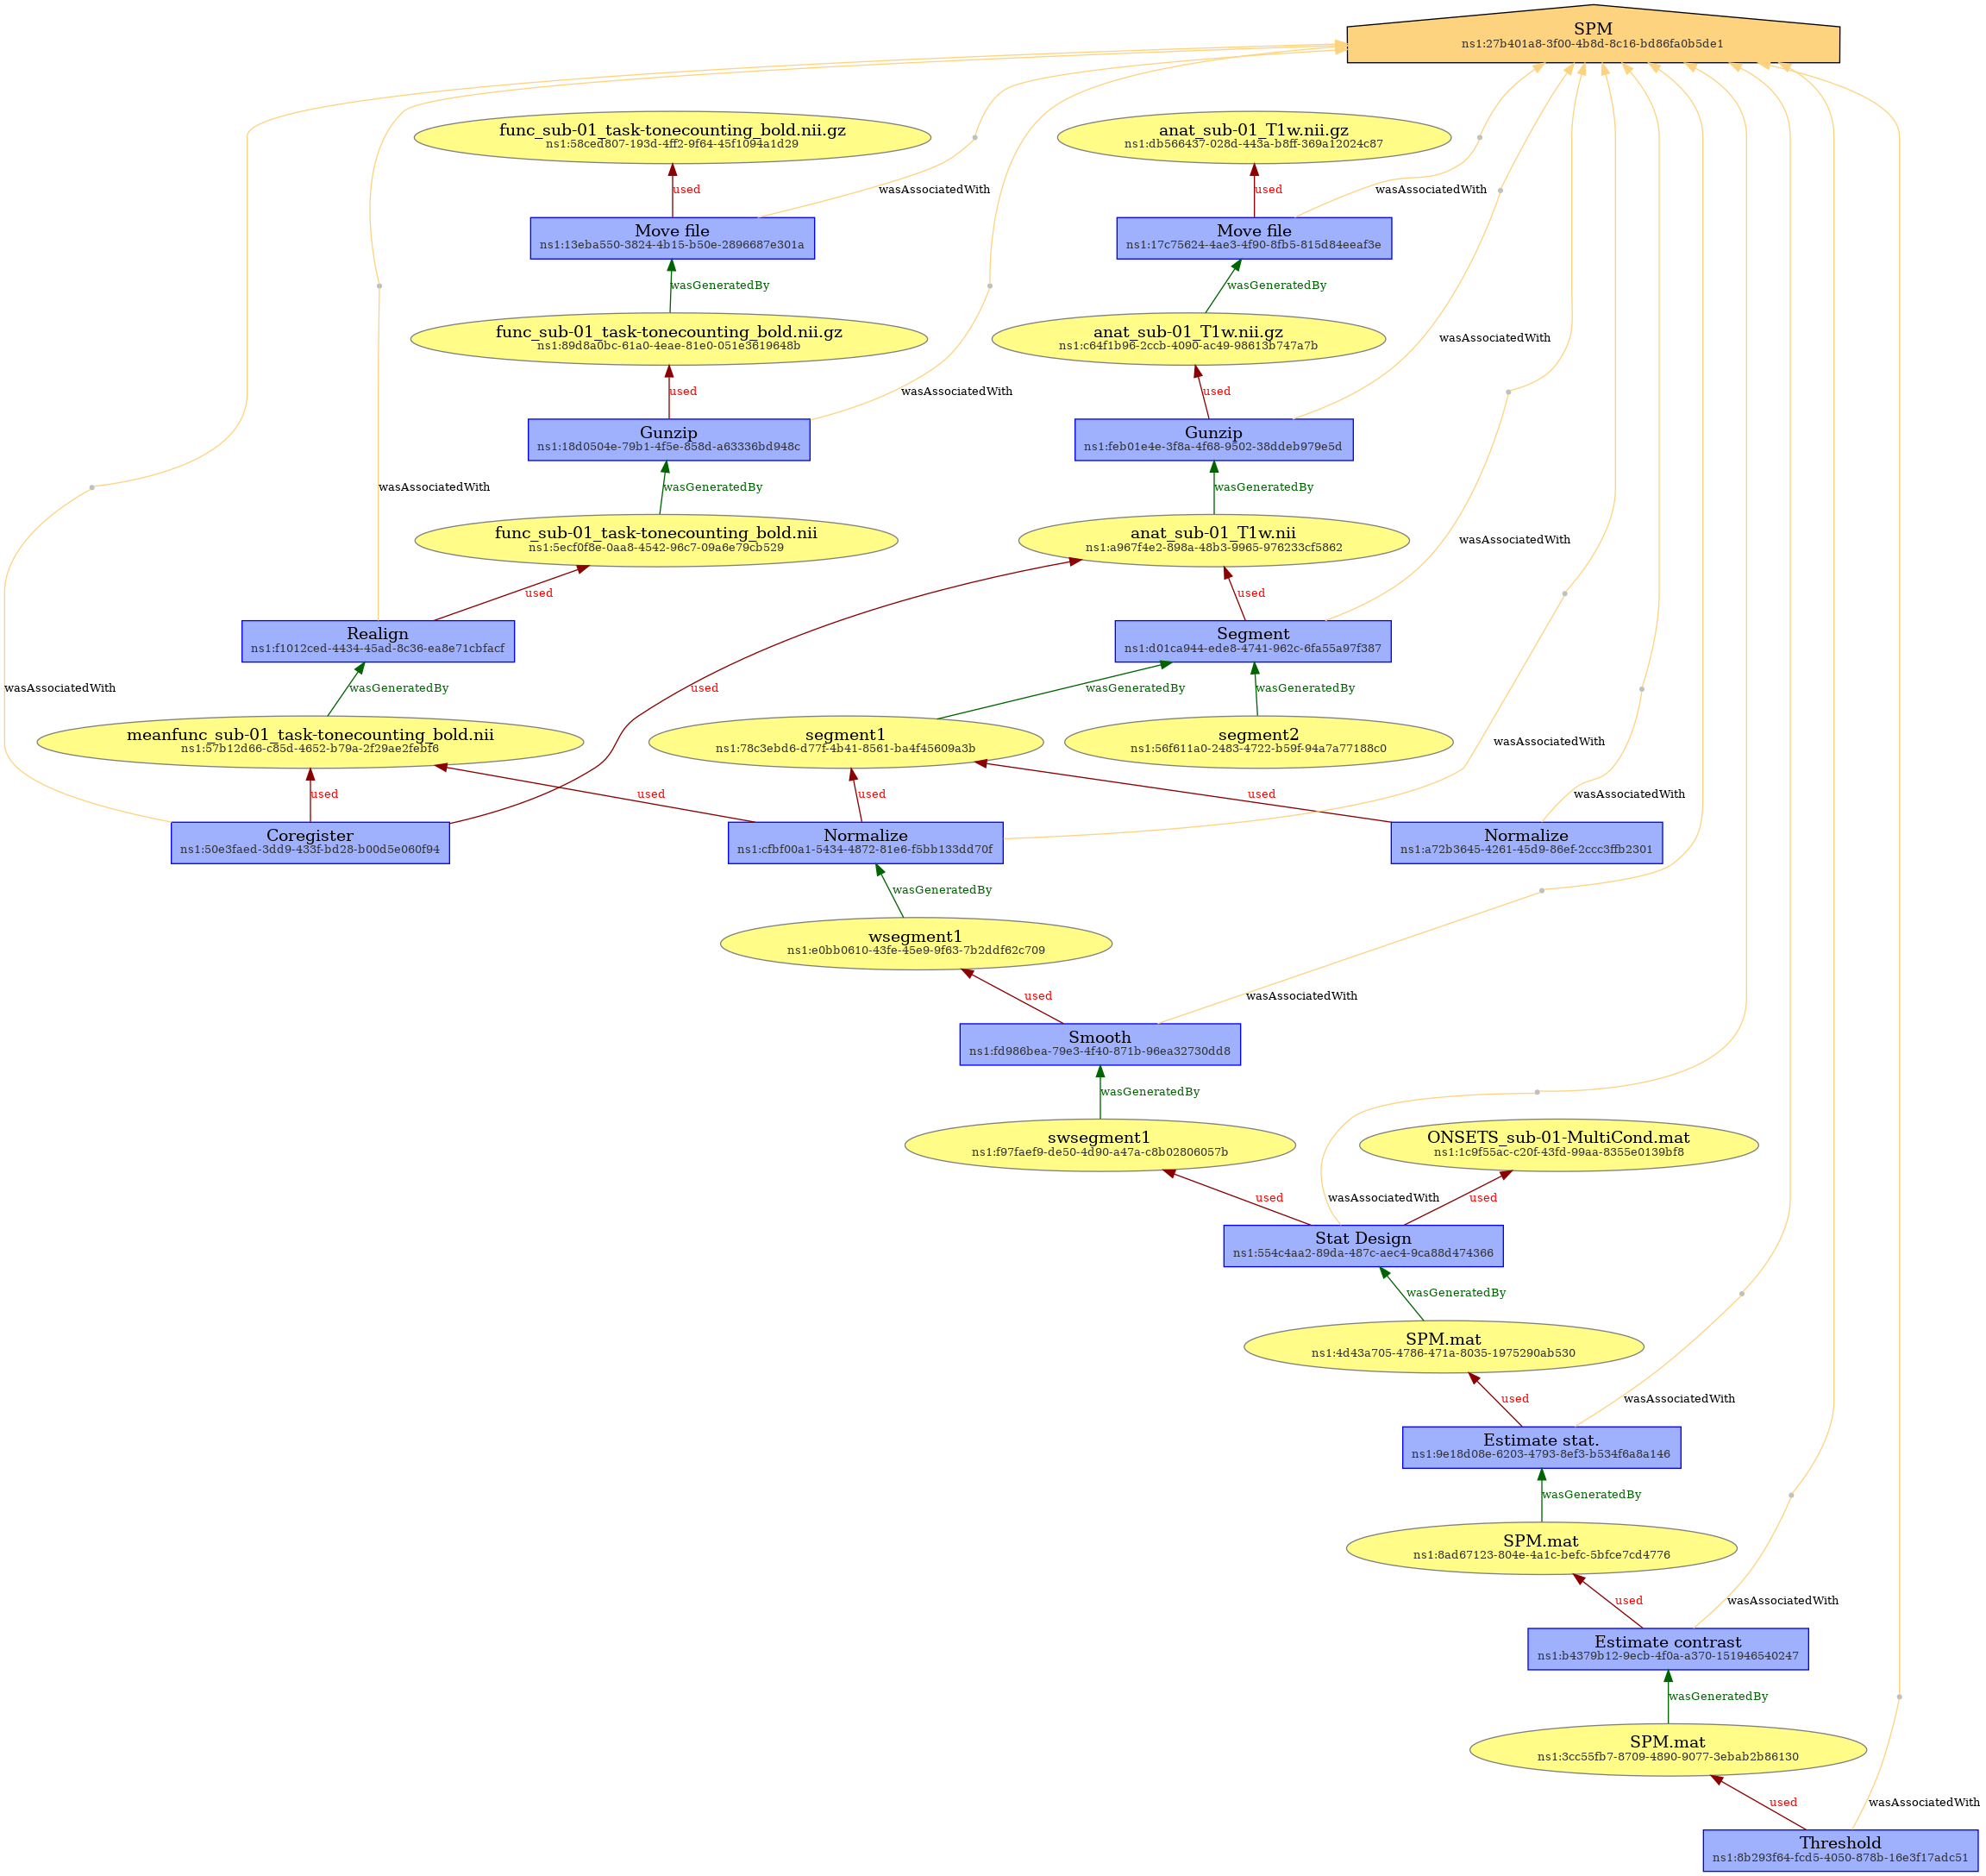 SPM
ns1:27b401a8-3f00-4b8d-8c16-bd86fa0b5de1
func_sub-01_task-tonecounting_bold.nii.gz
ns1:58ced807-193d-4ff2-9f64-45f1094a1d29
anat_sub-01_T1w.nii.gz
ns1:db566437-028d-443a-b8ff-369a12024c87
used
wasAssociatedWith
used
wasAssociatedWith
Move file
ns1:13eba550-3824-4b15-b50e-2896687e301a
Move file
ns1:17c75624-4ae3-4f90-8fb5-815d84eeaf3e
wasGeneratedBy
wasGeneratedBy
func_sub-01_task-tonecounting_bold.nii.gz
ns1:89d8a0bc-61a0-4eae-81e0-051e3619648b
anat_sub-01_T1w.nii.gz
ns1:c64f1b96-2ccb-4090-ac49-98613b747a7b
wasAssociatedWith
used
wasAssociatedWith
used
Gunzip
ns1:18d0504e-79b1-4f5e-858d-a63336bd948c
Gunzip
ns1:feb01e4e-3f8a-4f68-9502-38ddeb979e5d
wasAssociatedWith
wasGeneratedBy
wasGeneratedBy
func_sub-01_task-tonecounting_bold.nii
ns1:5ecf0f8e-0aa8-4542-96c7-09a6e79cb529
anat_sub-01_T1w.nii
ns1:a967f4e2-898a-48b3-9965-976233cf5862
wasAssociatedWith
used
used
Realign
ns1:f1012ced-4434-45ad-8c36-ea8e71cbfacf
Segment
ns1:d01ca944-ede8-4741-962c-6fa55a97f387
wasAssociatedWith
wasGeneratedBy
used
wasGeneratedBy
wasGeneratedBy
meanfunc_sub-01_task-tonecounting_bold.nii
ns1:57b12d66-c85d-4652-b79a-2f29ae2febf6
segment1
ns1:78c3ebd6-d77f-4b41-8561-ba4f45609a3b
segment2
ns1:56f611a0-2483-4722-b59f-94a7a77188c0
wasAssociatedWith
used
used
used
used
wasAssociatedWith
Coregister
ns1:50e3faed-3dd9-433f-bd28-b00d5e060f94
Normalize
ns1:cfbf00a1-5434-4872-81e6-f5bb133dd70f
Normalize
ns1:a72b3645-4261-45d9-86ef-2ccc3ffb2301
wasGeneratedBy
wsegment1
ns1:e0bb0610-43fe-45e9-9f63-7b2ddf62c709
used
wasAssociatedWith
Smooth
ns1:fd986bea-79e3-4f40-871b-96ea32730dd8
wasGeneratedBy
swsegment1
ns1:f97faef9-de50-4d90-a47a-c8b02806057b
ONSETS_sub-01-MultiCond.mat
ns1:1c9f55ac-c20f-43fd-99aa-8355e0139bf8
used
wasAssociatedWith
used
Stat Design
ns1:554c4aa2-89da-487c-aec4-9ca88d474366
wasGeneratedBy
SPM.mat
ns1:4d43a705-4786-471a-8035-1975290ab530
used
wasAssociatedWith
Estimate stat.
ns1:9e18d08e-6203-4793-8ef3-b534f6a8a146
wasGeneratedBy
SPM.mat
ns1:8ad67123-804e-4a1c-befc-5bfce7cd4776
used
wasAssociatedWith
Estimate contrast
ns1:b4379b12-9ecb-4f0a-a370-151946540247
wasGeneratedBy
SPM.mat
ns1:3cc55fb7-8709-4890-9077-3ebab2b86130
used
wasAssociatedWith
Threshold
ns1:8b293f64-fcd5-4050-878b-16e3f17adc51